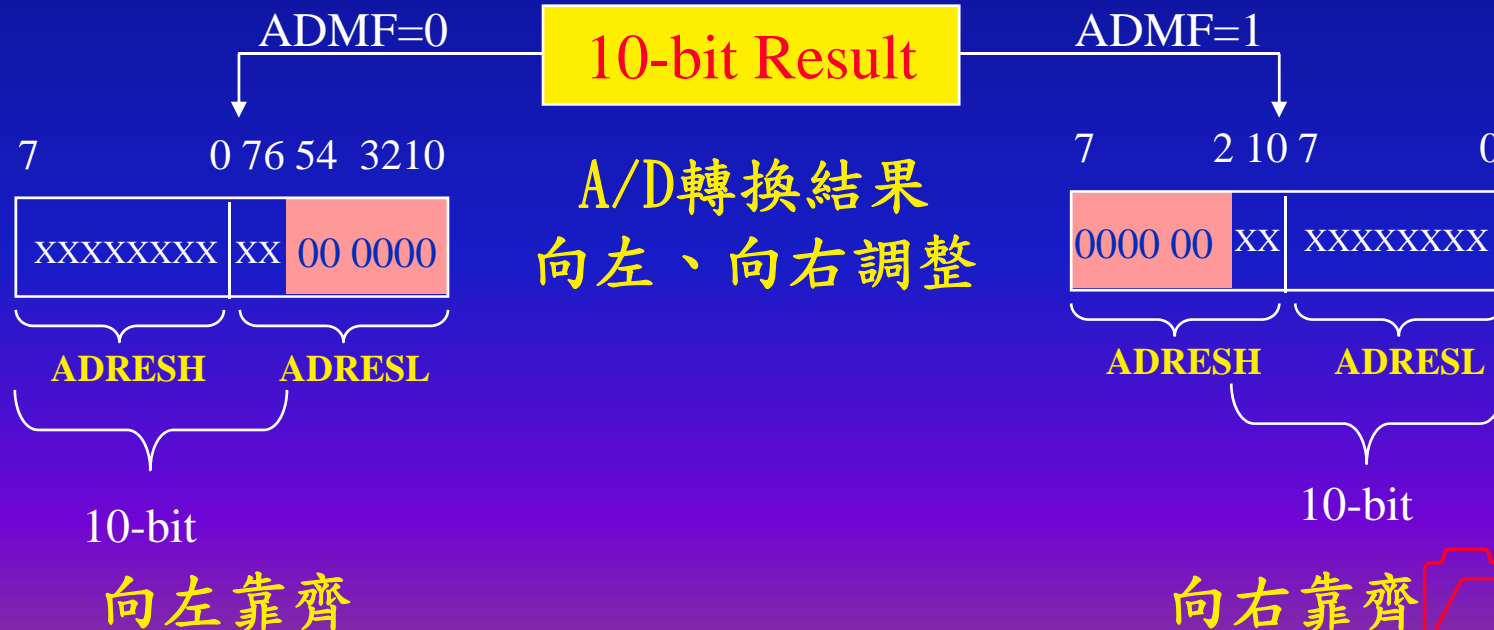 ADMF=0
10-bit Result
ADMF=1
7 0 76 54 3210
A/D轉換結果
向左、向右調整
7 2 10 7 0
xxxxxxxx xx 00 0000
0000 00 xx xxxxxxxx
ADRESH ADRESL
ADRESH ADRESL
10-bit
10-bit
向左靠齊
向右靠齊